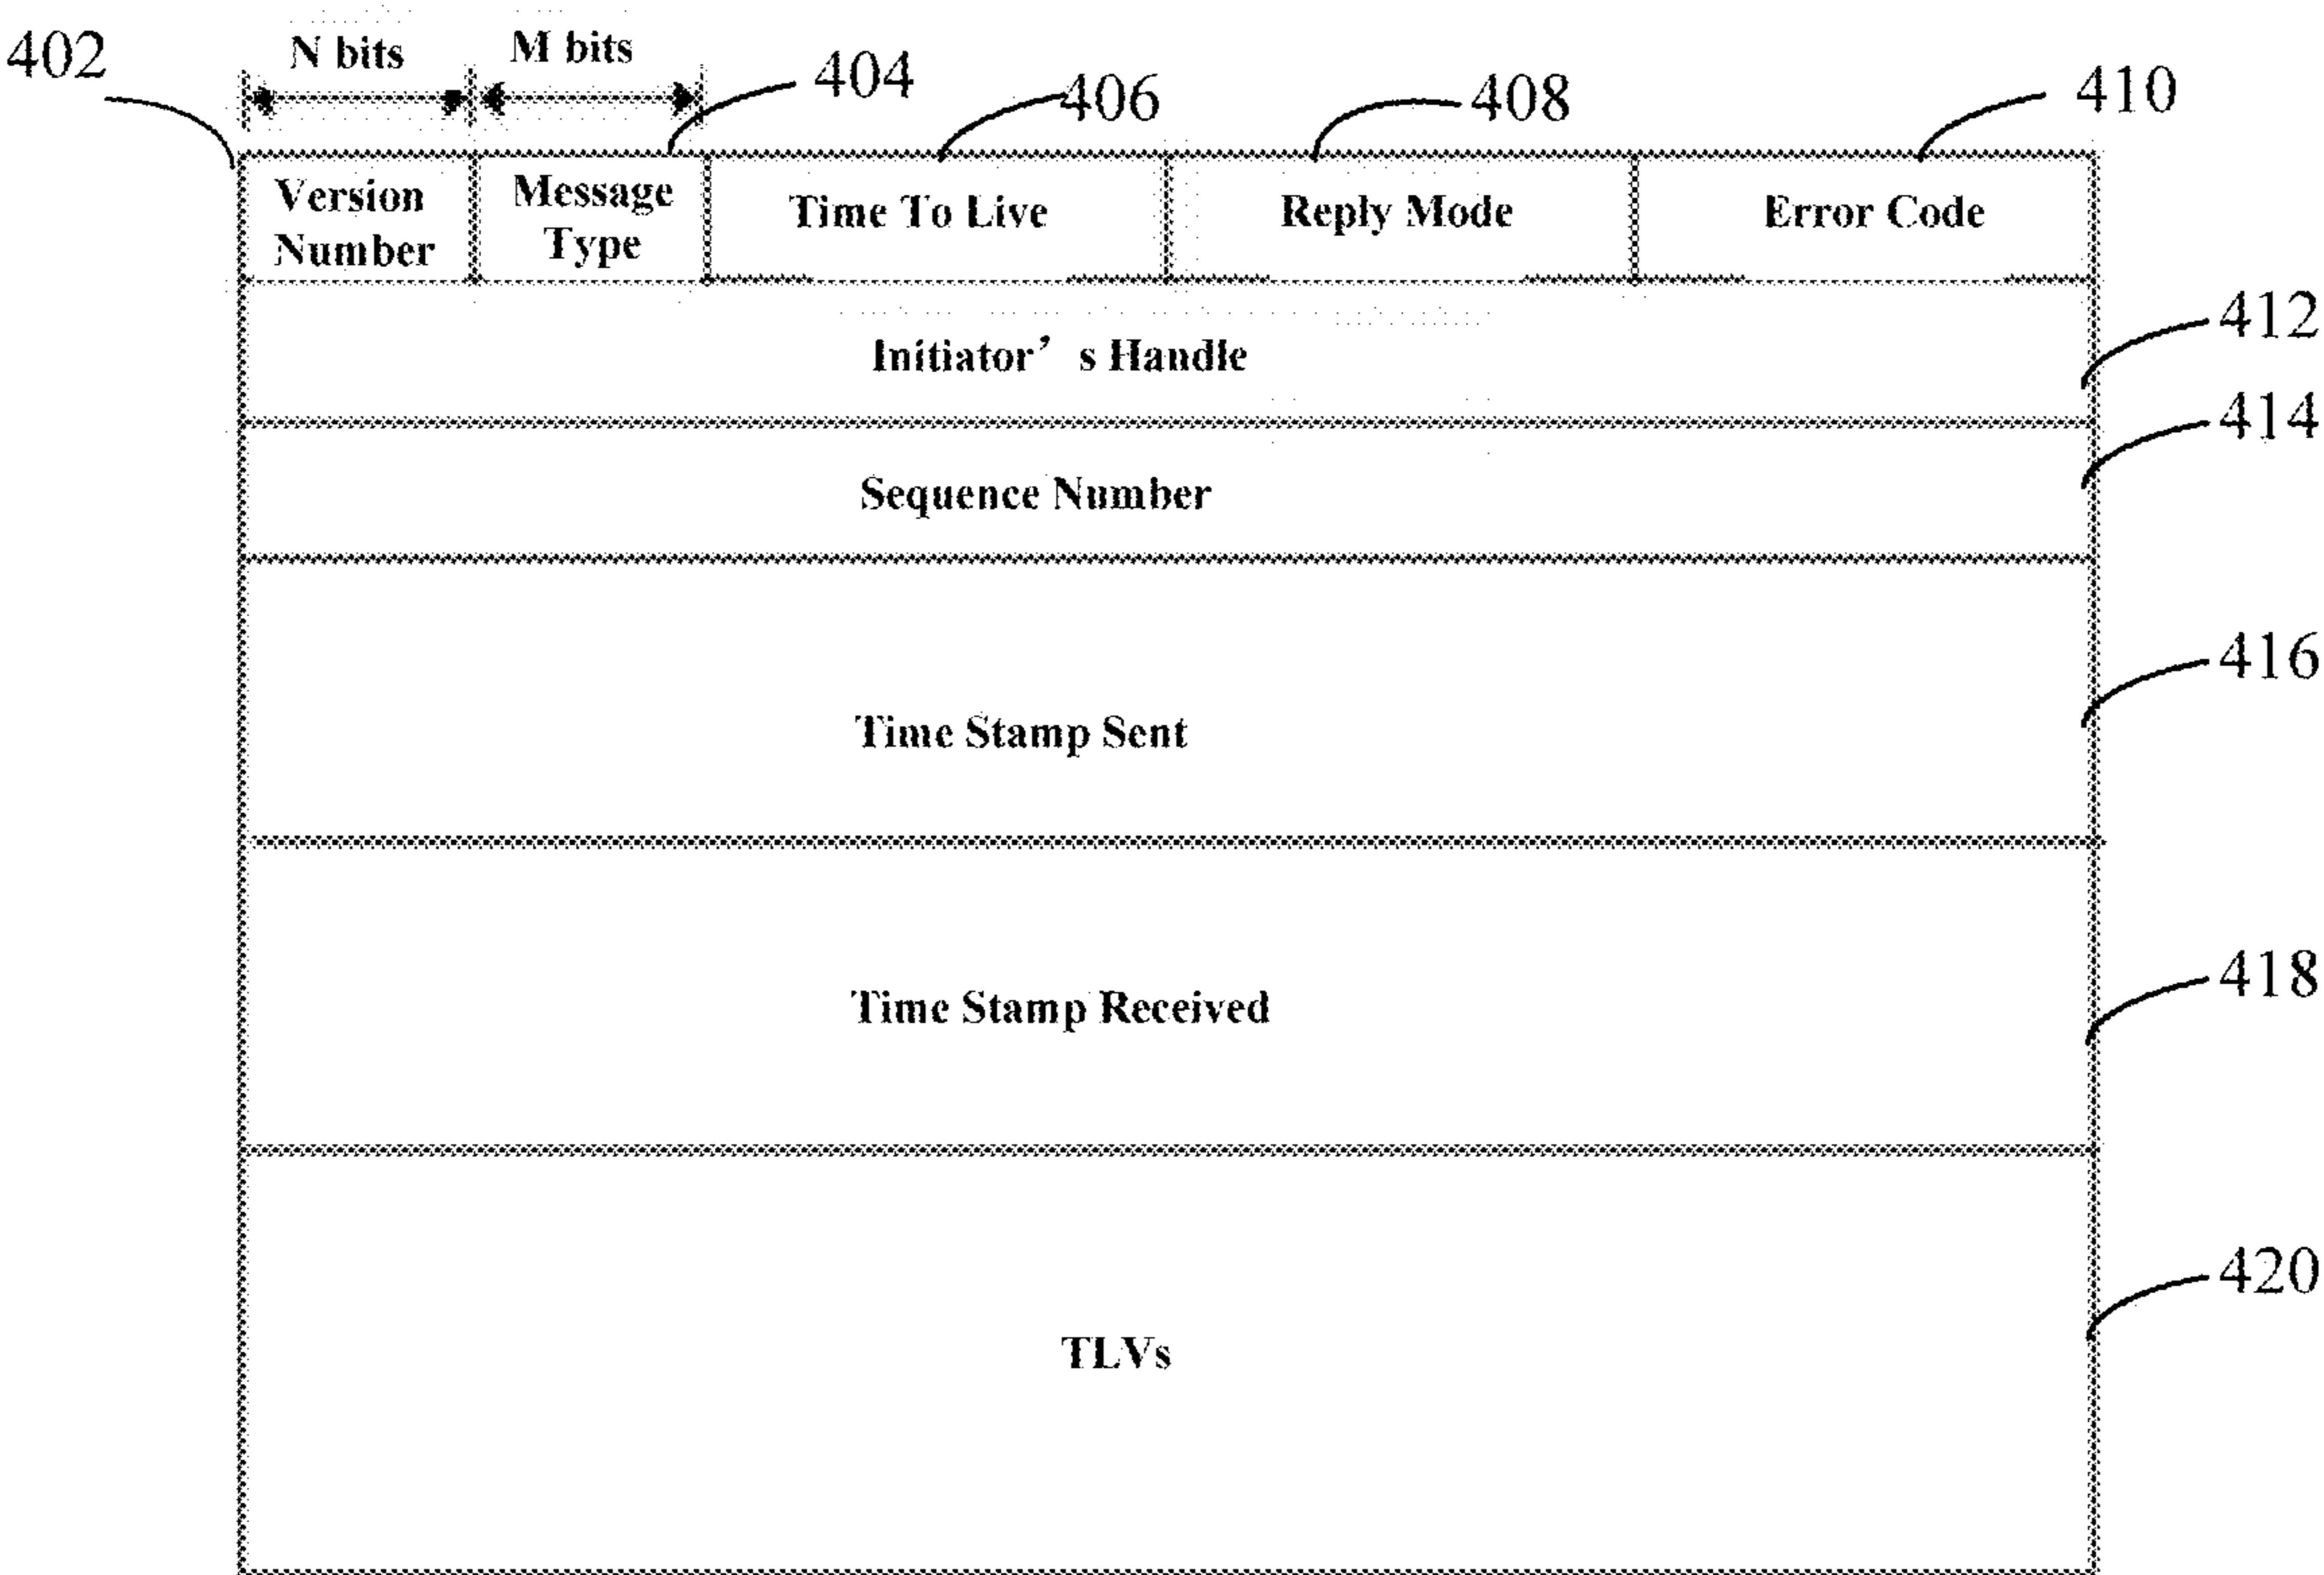 402
N bits
M bits
404
406
408
410
Version
Number
Message
Type
Time To Live
Reply Mode
Error Code
Initiator’ s Handle
412
Sequence Number
414
Time Stamp Sent
416
Time Stamp Received
418
TLVs
420